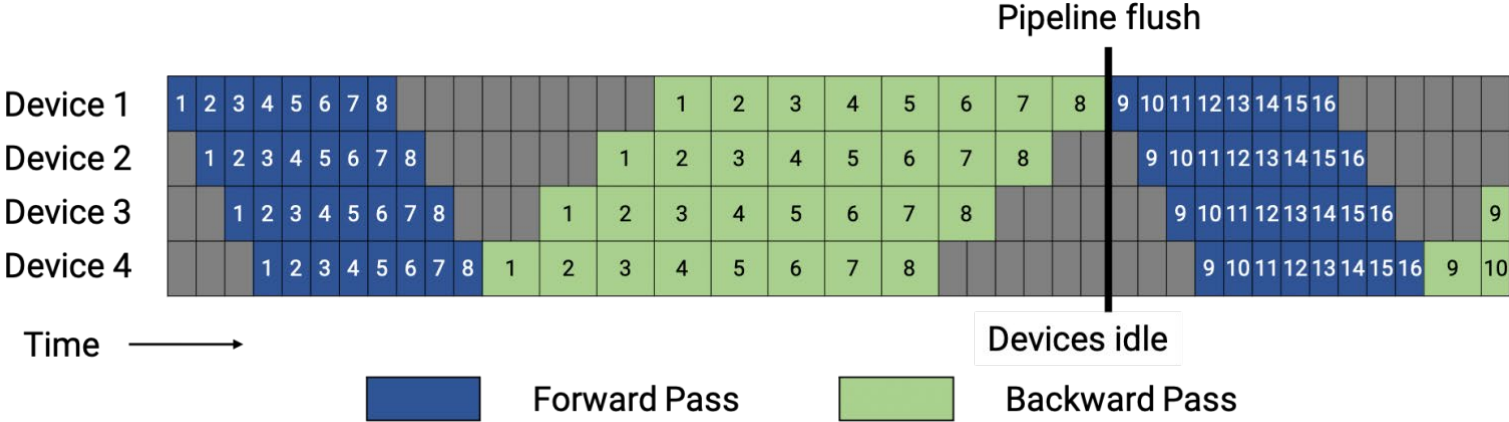 Pipeline flush
Device 1 1 2 3 4 5 6 7 8 1 2 3 4 5 6 7 8 9 10 11 12 13 14 15 16
Device 2 1 2 3 4 5 6 7 8 1 2 3 4 5 6 7 8 9 10 11 12 13 14 15 16
Device 3 1 2 3 4 5 6 7 8 1 2 3 4 5 6 7 8 9 10 11 12 13 14 15 16 9
Device 4 1 2 3 4 5 6 7 8 1 2 3 4 5 6 7 8 9 10 11 12 13 14 15 16 9 10
Devices idle
Time
Forward Pass Backward Pass